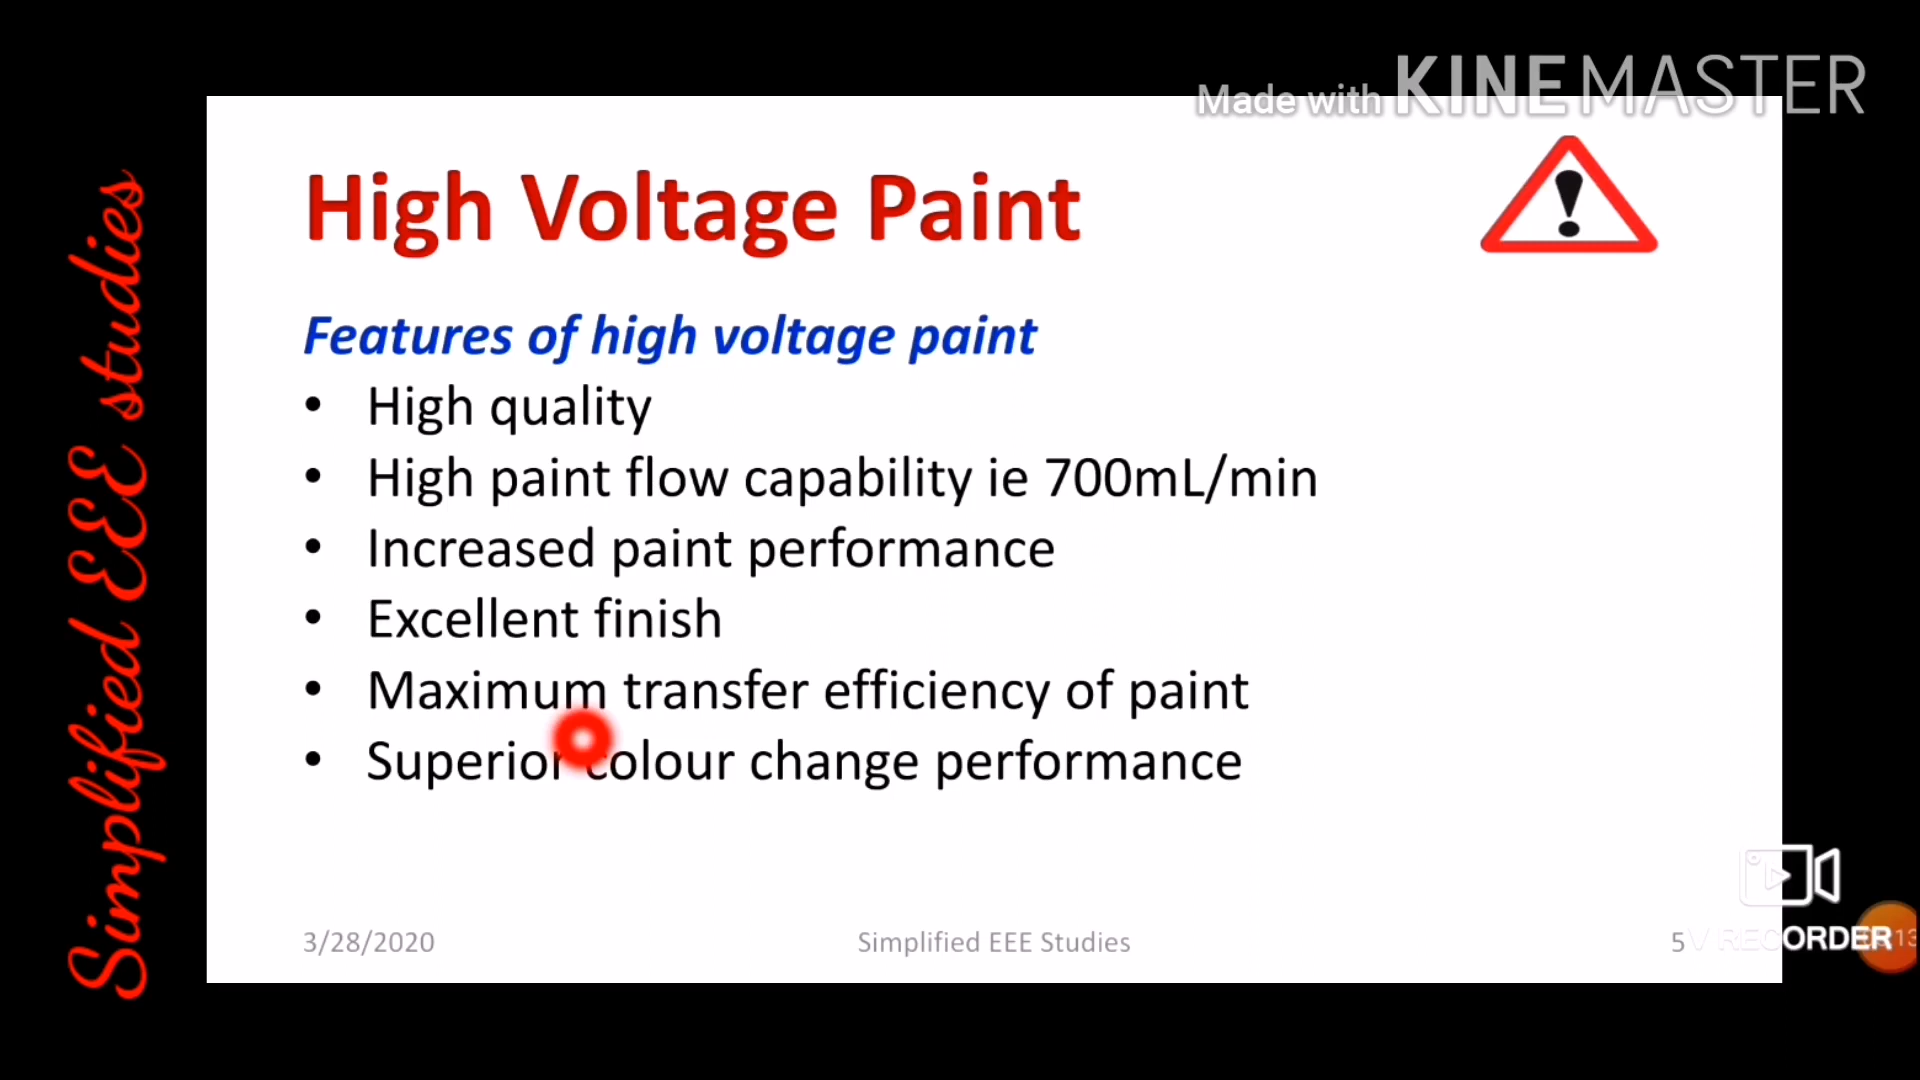 Made with KINEMASTER
Simplified EEE studies
High Voltage Paint
Features of high voltage paint
• High quality
• High paint flow capability ie 700mL/min
• Increased paint performance
• Excellent finish
• Maximum transfer efficiency of paint
• Superior colour change performance
3/28/2020
Simplified EEE Studies
5
V RECORDER